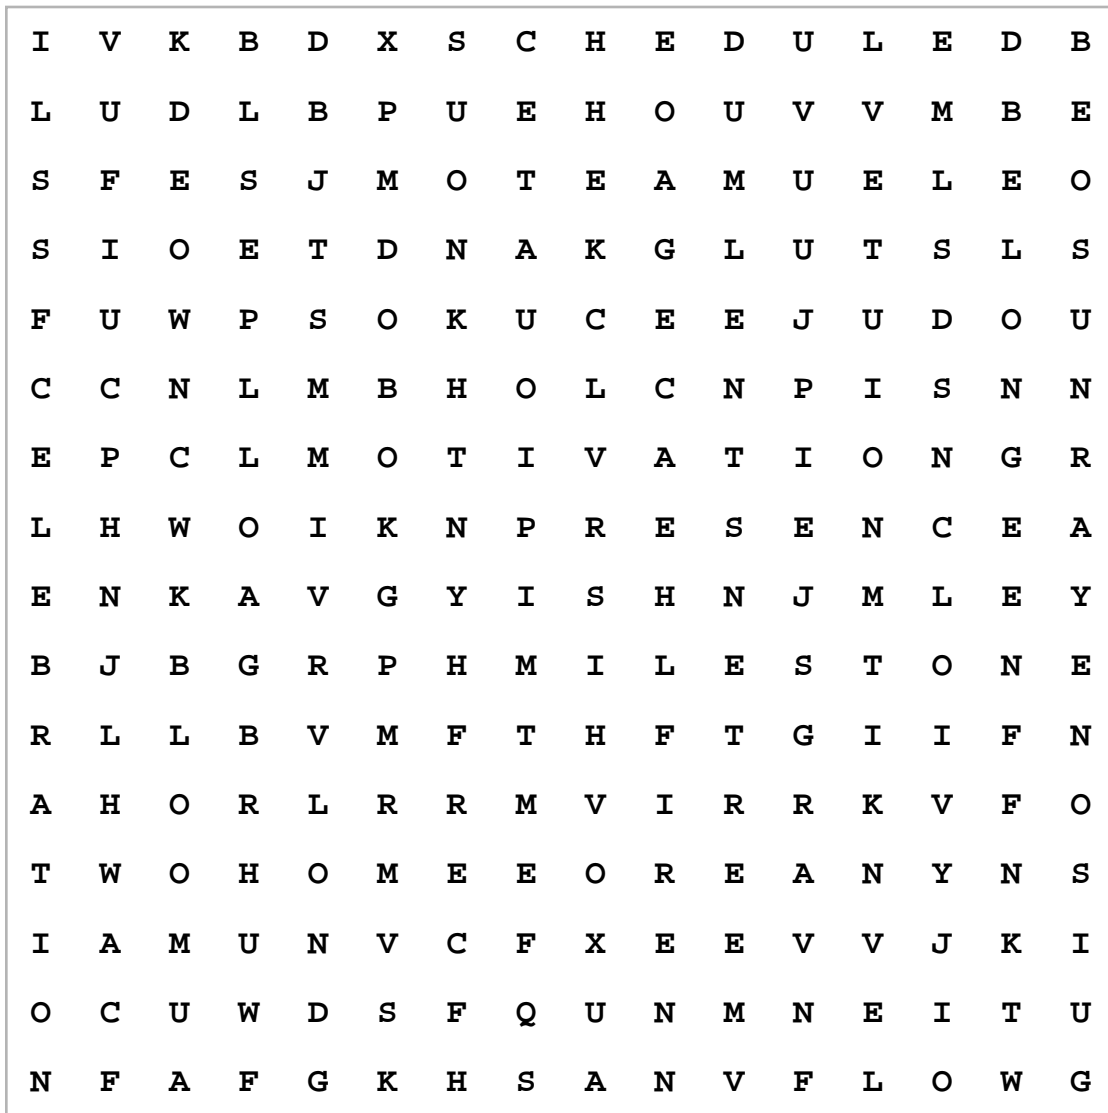 I V K B D X S C H E D U L E D B
L U D L B P U E H O U V V M B E
S F E S J M O T E A M U E L E O
S I O E T D N A K G L U T S L S
F U W P S O K U C E E J U D O U
C C N L M B H O L C N P I S N N
E P C L M O T I V A T I O N G R
L H W O I K N P R E S E N C E A
E N K A V G Y I S H N J M L E Y
B J B G R P H M I L E S T O N E
R L L B V M F T H F T G I I F N
A H O R L R R M V I R R K V F O
T W O H O M E E O R E A N Y N S
I A M U N V C F X E E V V J K I
O C U W D S F Q U N M N E I T U
N F A F G K H S A N V F L O W G